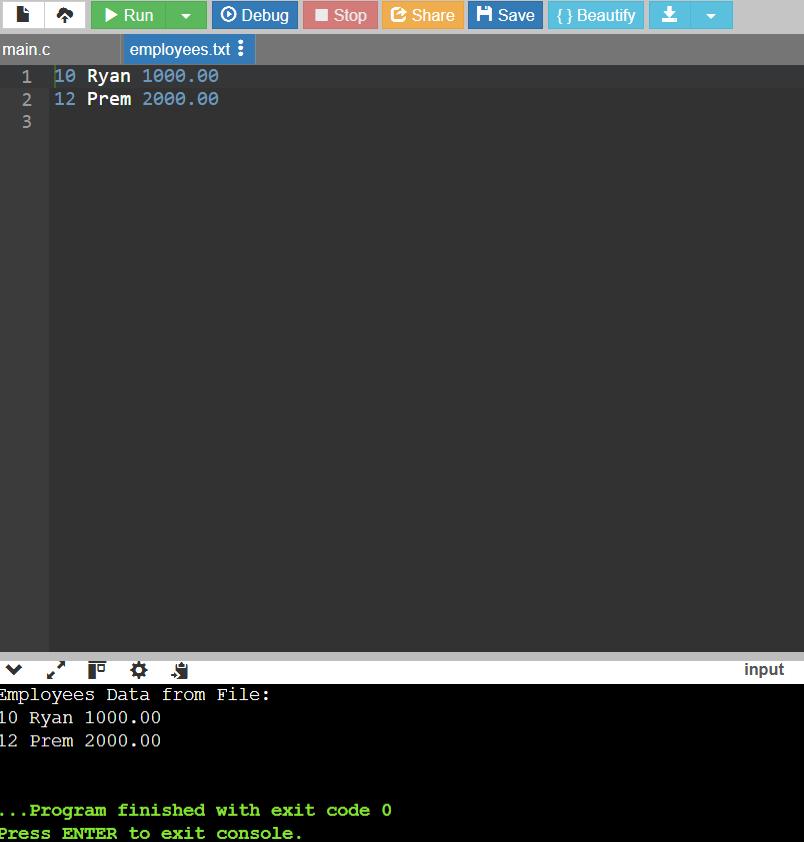 Run Debug Stop Share Save { } Beautify
main.c employees.txt
1 10 Ryan 1000.00
2 12 Prem 2000.00
3
input
Employees Data from File:
10 Ryan 1000.00
12 Prem 2000.00
...Program finished with exit code 0
Press ENTER to exit console.